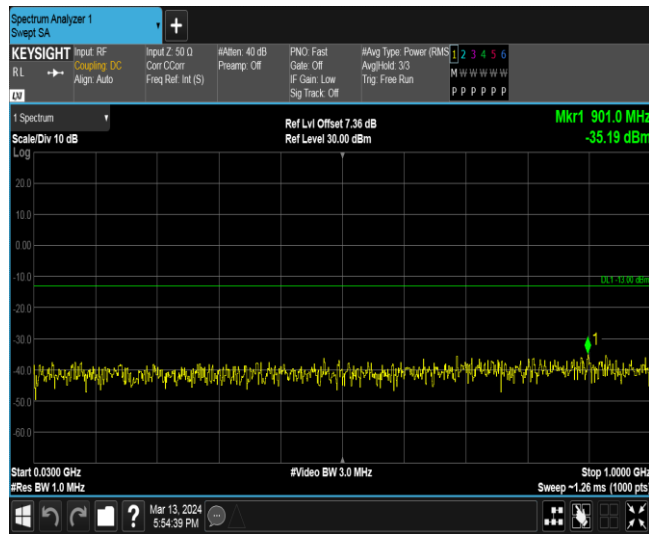 Spectrum Analyzer 1
Swept SA
+
KEYSIGHT
RL
LXI
Input: RF
Coupling: DC
Align: Auto
Input Z: 50 Ω
Corr CCorr
Freq Ref: Int (S)
#Atten: 40 dB
Preamp: Off
PNO: Fast
Gate: Off
IF Gain: Low
Sig Track: Off
#Avg Type: Power (RMS
Avg|Hold: 3/3
Trig: Free Run
1 2 3 4 5 6
M W W W W W
P P P P P P
1 Spectrum
Scale/Div 10 dB
Ref Lvl Offset 7.36 dB
Ref Level 30.00 dBm
Mkr1 901.0 MHz
-35.19 dBm
Log
20.0
10.0
0.00
-10.0
DL1 -13.00 dBm
-20.0
-30.0
1
-40.0
-50.0
-60.0
Start 0.0300 GHz
#Res BW 1.0 MHz
#Video BW 3.0 MHz
Stop 1.0000 GHz
Sweep ~1.26 ms (1000 pts)
?
Mar 13, 2024
5:54:39 PM